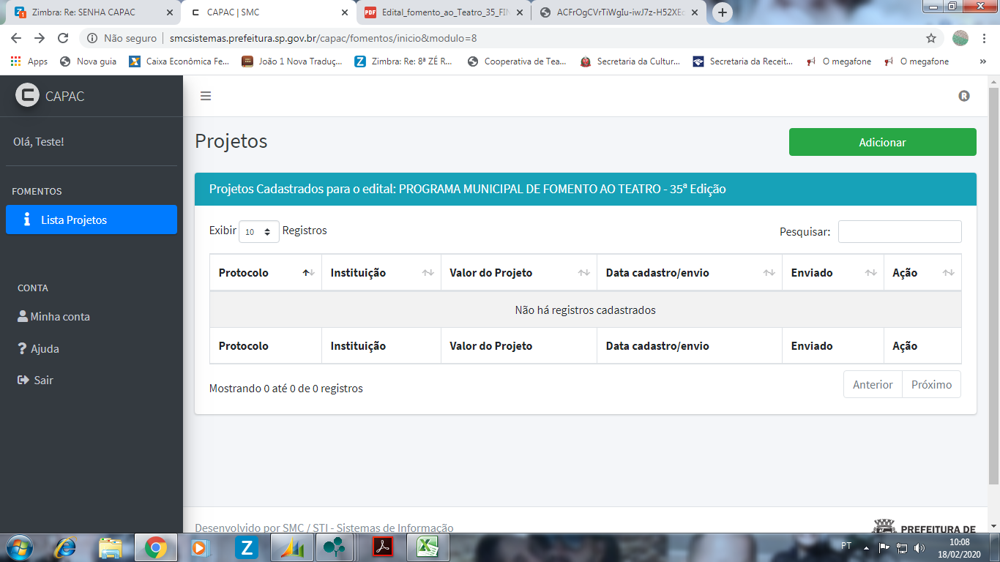 Zimbra: Re: SENHA CAPAC
CAPAC | SMC
Edital_fomento_ao_Teatro_35_FIN
Não seguro | smcsistemas.prefeitura.sp.gov.br/capac/fomentos/inicio&modulo=8
Apps
Nova guia
Caixa Econômica Fe...
João 1 Nova Traduç...
Zimbra: Re: 8ª ZÉ R...
Cooperativa de Tea...
Secretaria da Cultur...
Secretaria da Receit...
O megafone
O megafone
»
CAPAC
Olá, Teste!
FOMENTOS
Lista Projetos
CONTA
Minha conta
Ajuda
Sair
Projetos
Adicionar
Projetos Cadastrados para o edital: PROGRAMA MUNICIPAL DE FOMENTO AO TEATRO - 35ª Edição
Exibir 10 Registros
Pesquisar:
Protocolo Instituição Valor do Projeto Data cadastro/envio Enviado Ação
Não há registros cadastrados
Protocolo Instituição Valor do Projeto Data cadastro/envio Enviado Ação
Mostrando 0 até 0 de 0 registros
Anterior Próximo
Desenvolvido por SMC / STI - Sistemas de Informação
PREFEITURA DE
PT
10:08
18/02/2020